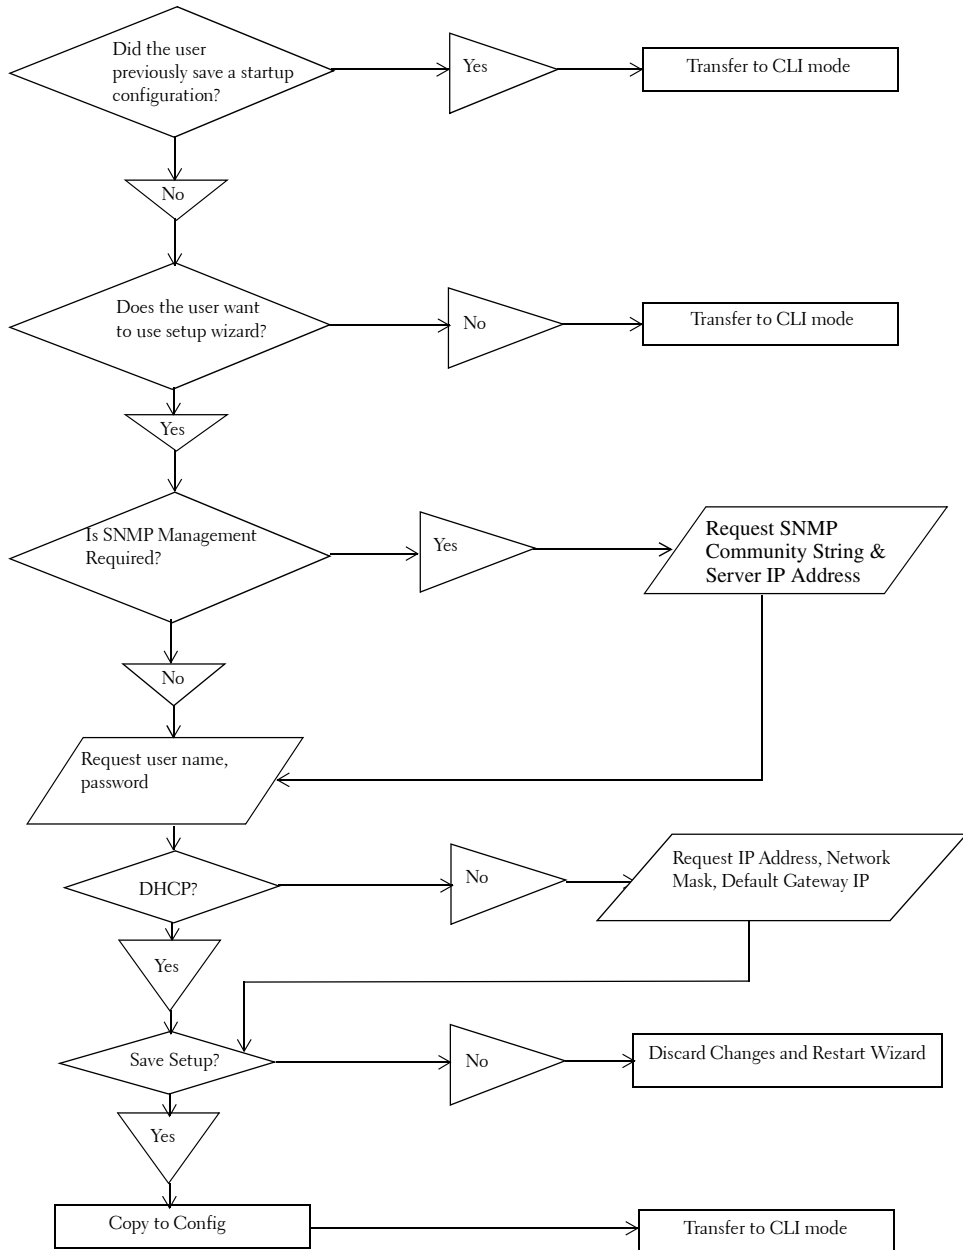 Did the user
previously save a startup
configuration?
Yes
Transfer to CLI mode
No
Does the user want
to use setup wizard?
No
Transfer to CLI mode
Yes
Is SNMP Management
Required?
Yes
Request SNMP
Community String &
Server IP Address
No
Request user name,
password
DHCP?
No
Request IP Address, Network
Mask, Default Gateway IP
Yes
Save Setup?
No
Discard Changes and Restart Wizard
Yes
Copy to Config
Transfer to CLI mode